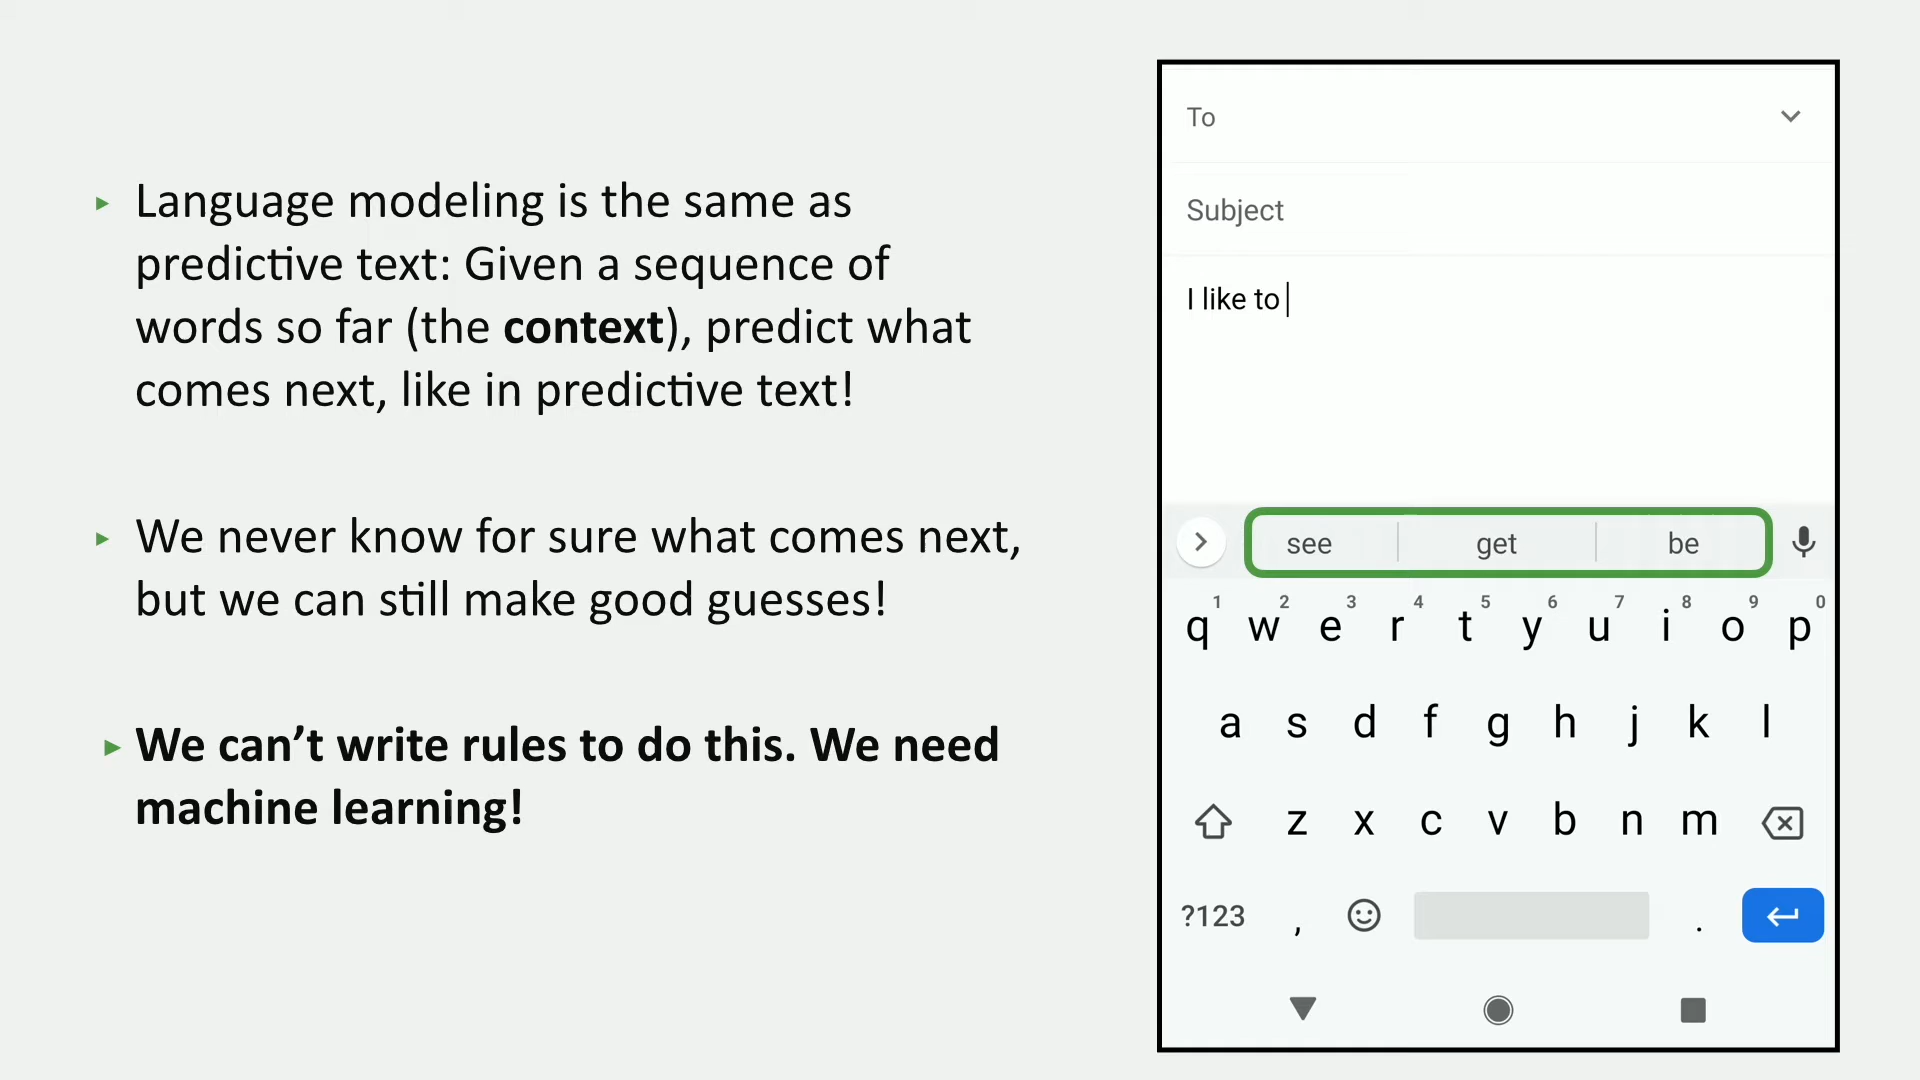 Language modeling is the same as
predictive text: Given a sequence of
words so far (the context), predict what
comes next, like in predictive text!
We never know for sure what comes next,
but we can still make good guesses!
We can’t write rules to do this. We need
machine learning!
To
Subject
I like to
see get be
1 2 3 4 5 6 7 8 9 0
q w e r t y u i o p
a s d f g h j k l
z x c v b n m
?123 , .